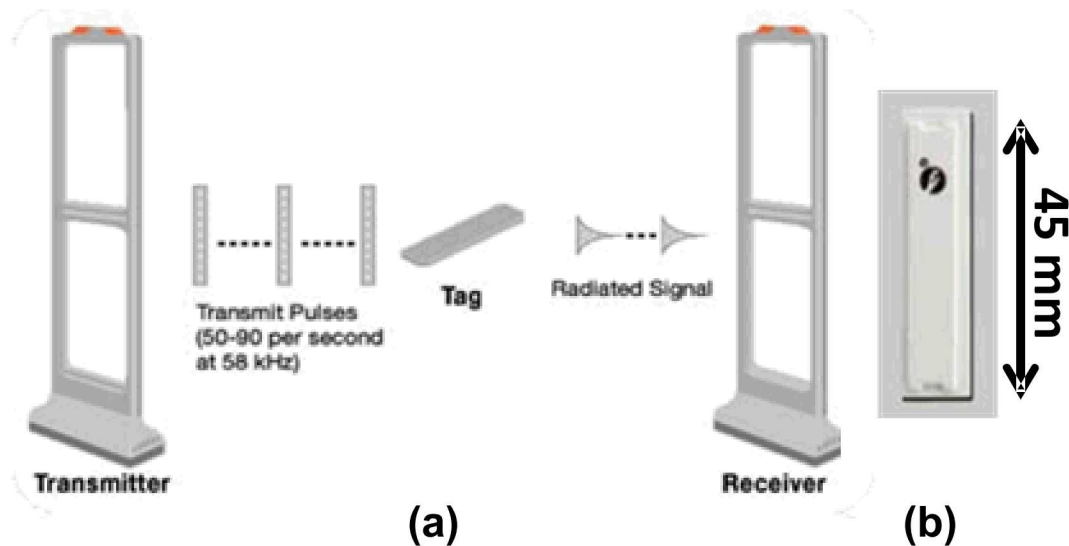 Transmit Pulses
(50-90 per second
at 58 kHz)
Tag
Radiated Signal
45 mm
Transmitter
Receiver
(a)
(b)